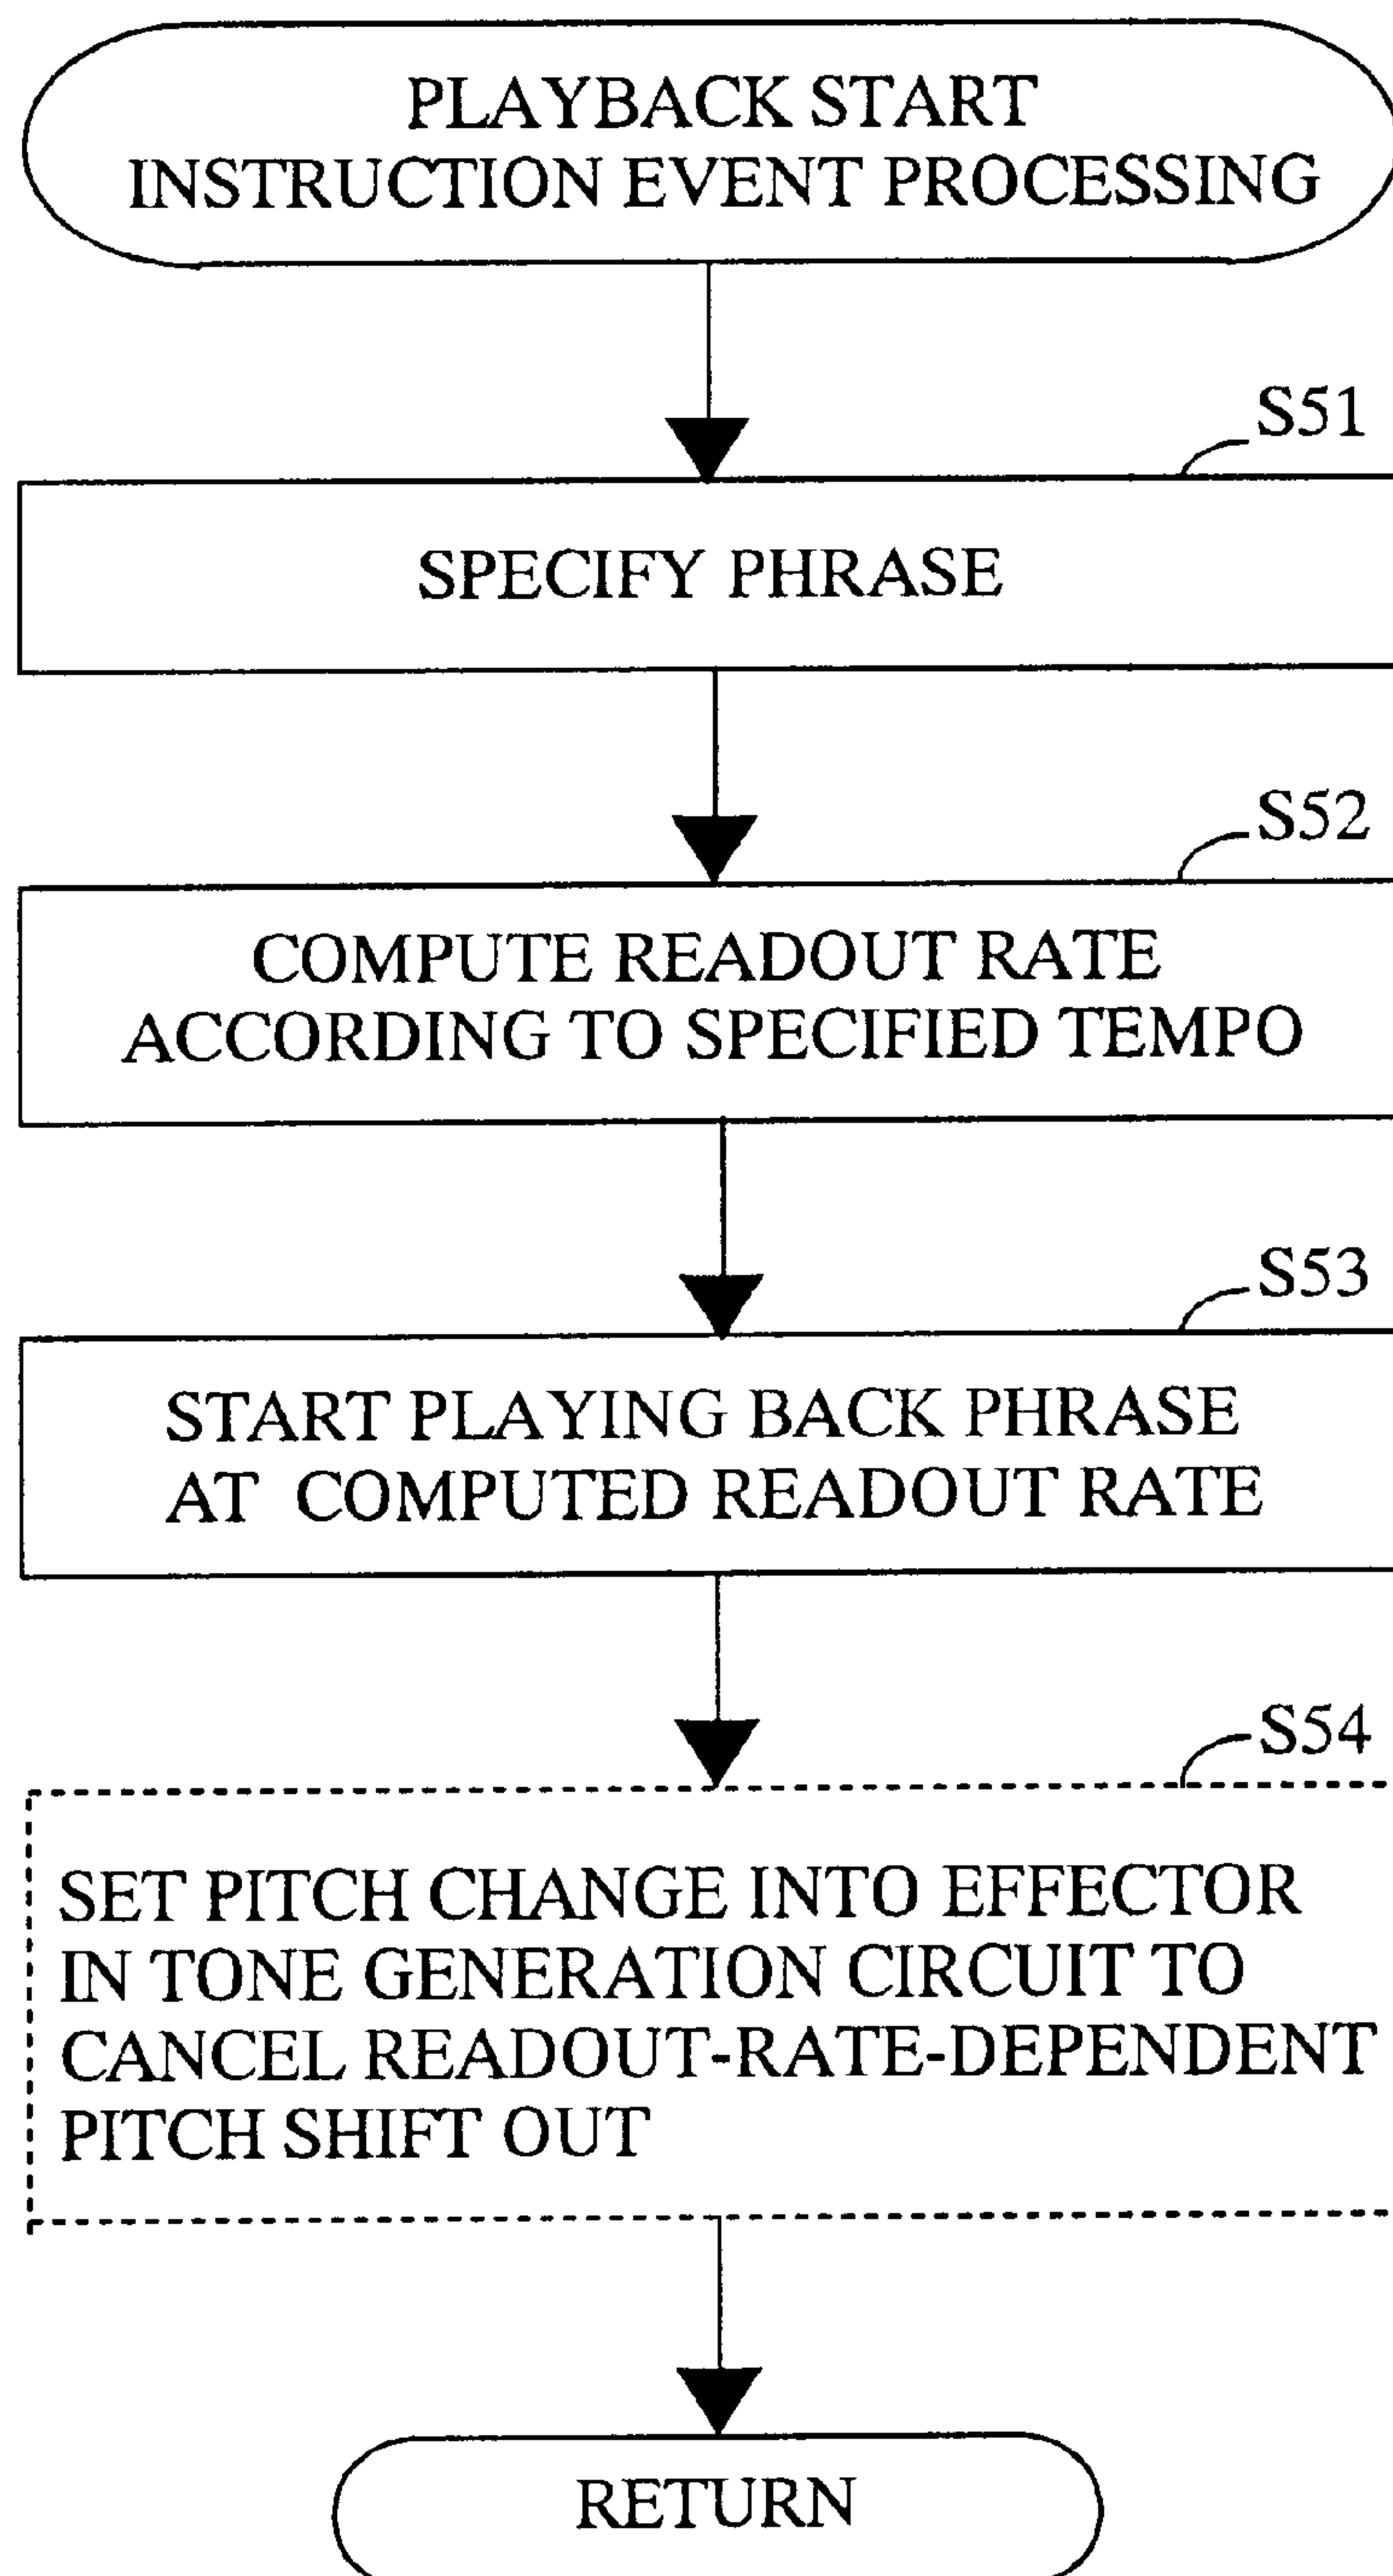 PLAYBACK START
INSTRUCTION EVENT PROCESSING
S51
SPECIFY PHRASE
S52
COMPUTE READOUT RATE
ACCORDING TO SPECIFIED TEMPO
S53
START PLAYING BACK PHRASE
AT COMPUTED READOUT RATE
S54
SET PITCH CHANGE INTO EFFECTOR
IN TONE GENERATION CIRCUIT TO
CANCEL READOUT-RATE-DEPENDENT
PITCH SHIFT OUT
RETURN